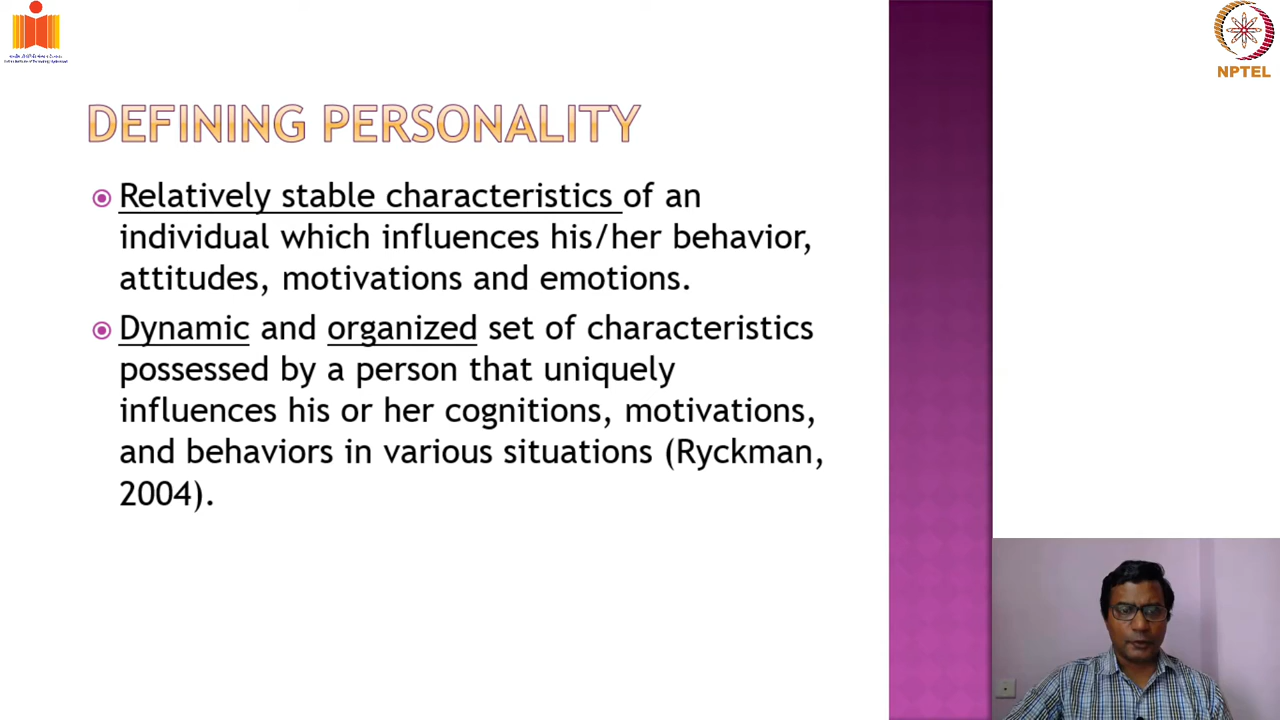 NPTEL
DEFINING PERSONALITY
Relatively stable characteristics of an
individual which influences his/her behavior,
attitudes, motivations and emotions.
Dynamic and organized set of characteristics
possessed by a person that uniquely
influences his or her cognitions, motivations,
and behaviors in various situations (Ryckman,
2004).